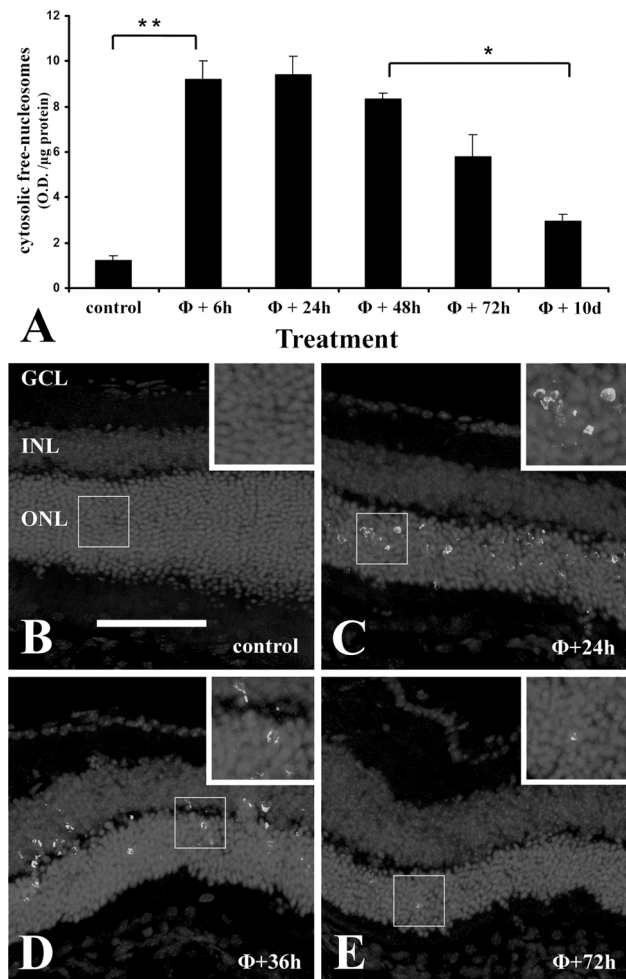 12
10
8
6
4
2
0
cytosolic free-nucleosomes
(O.D. /µg protein)
**
*
control
Φ + 6h
Φ + 24h
Φ + 48h
Φ + 72h
Φ + 10d
Treatment
A
GCL
INL
ONL
B
control
C
Φ+24h
D
Φ+36h
E
Φ+72h